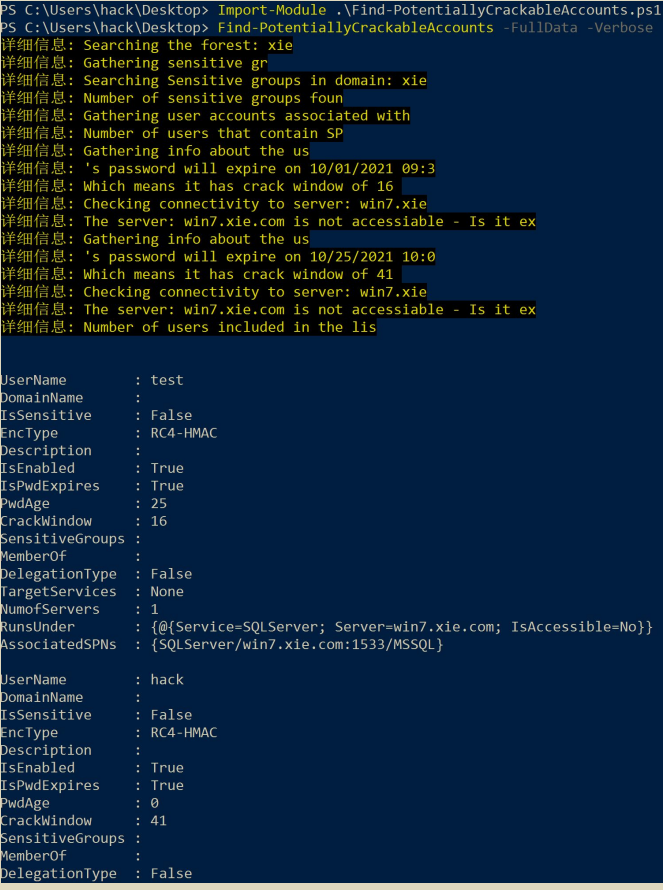 PS C:\Users\hack\Desktop> Import-Module .\Find-PotentiallyCrackableAccounts.ps1
PS C:\Users\hack\Desktop> Find-PotentiallyCrackableAccounts -FullData -Verbose
详细信息: Searching the forest: xie
详细信息: Gathering sensitive gr
详细信息: Searching Sensitive groups in domain: xie
详细信息: Number of sensitive groups foun
详细信息: Gathering user accounts associated with
详细信息: Number of users that contain SP
详细信息: Gathering info about the us
详细信息: 's password will expire on 10/01/2021 09:3
详细信息: Which means it has crack window of 16
详细信息: Checking connectivity to server: win7.xie
详细信息: The server: win7.xie.com is not accessiable - Is it ex
详细信息: Gathering info about the us
详细信息: 's password will expire on 10/25/2021 10:0
详细信息: Which means it has crack window of 41
详细信息: Checking connectivity to server: win7.xie
详细信息: The server: win7.xie.com is not accessiable - Is it ex
详细信息: Number of users included in the lis
UserName : test
DomainName :
IsSensitive : False
EncType : RC4-HMAC
Description :
IsEnabled : True
IsPwdExpires : True
PwdAge : 25
CrackWindow : 16
SensitiveGroups :
MemberOf :
DelegationType : False
TargetServices : None
NumofServers : 1
RunsUnder : {@{Service=SQLServer; Server=win7.xie.com; IsAccessible=No}}
AssociatedSPNs : {SQLServer/win7.xie.com:1533/MSSQL}
UserName : hack
DomainName :
IsSensitive : False
EncType : RC4-HMAC
Description :
IsEnabled : True
IsPwdExpires : True
PwdAge : 0
CrackWindow : 41
SensitiveGroups :
MemberOf :
DelegationType : False